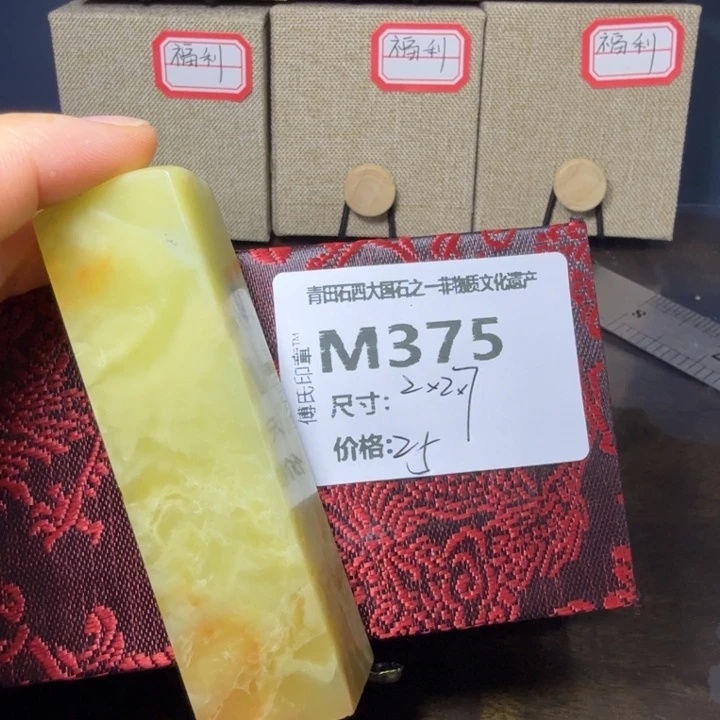 福利
福利
福利
青田石四大国石之一非物质文化遗产
傅氏印章™
M375
尺寸: 2×2×7
价格:25